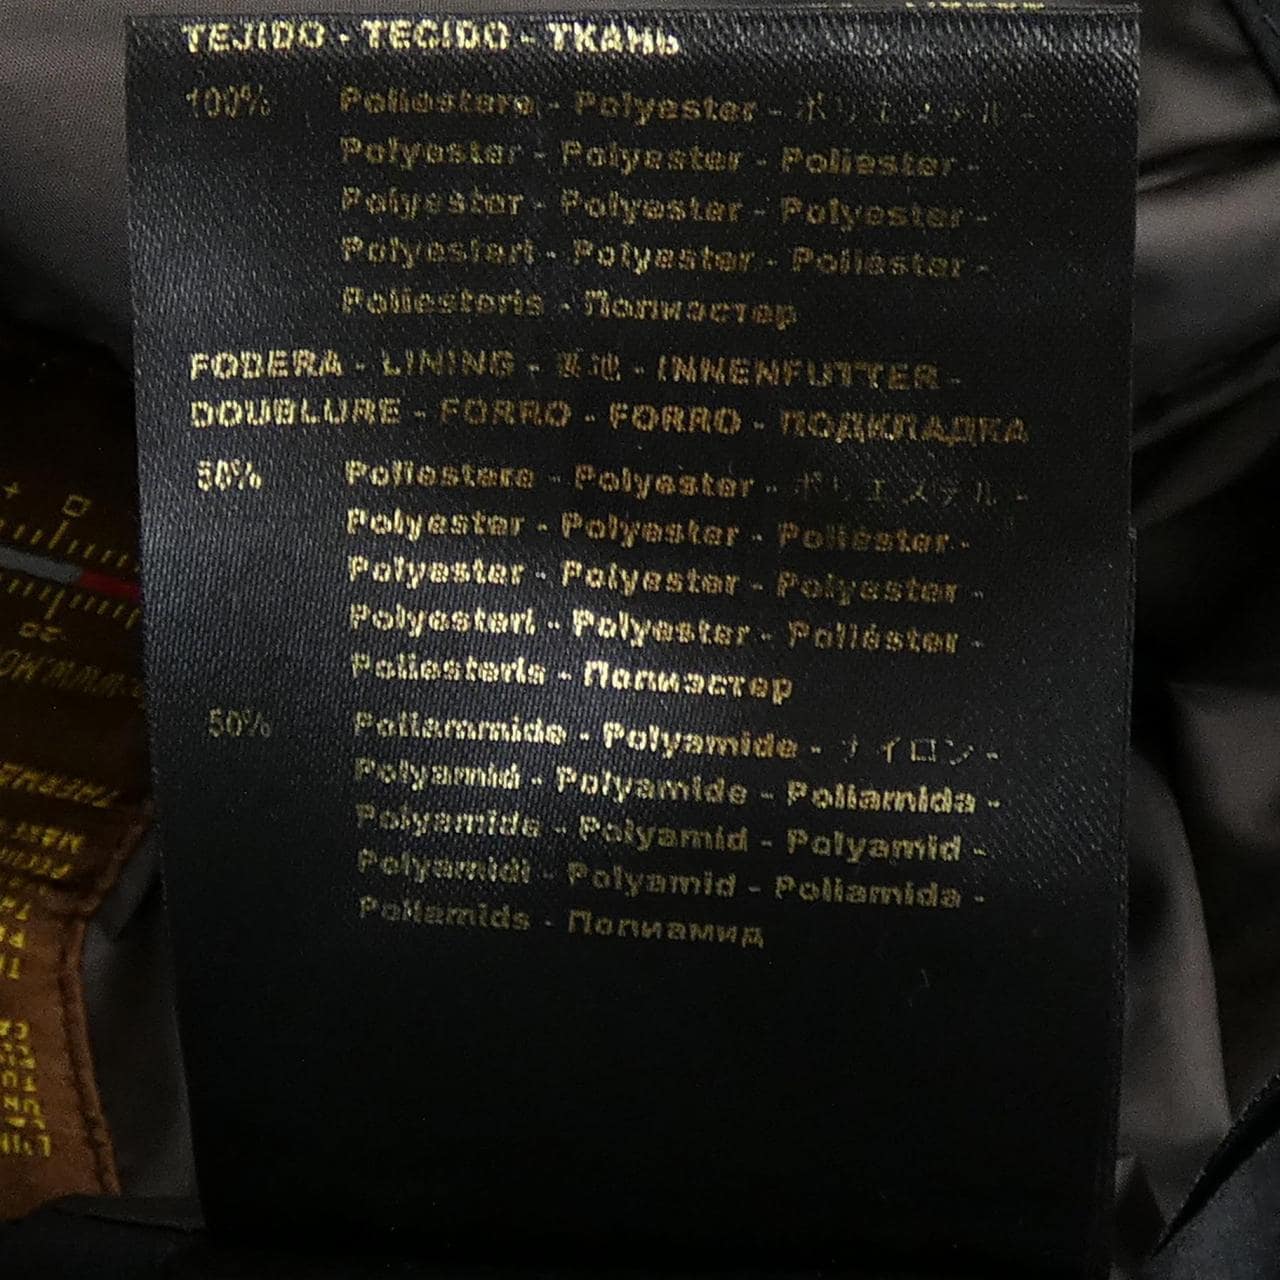 TEJIDO - TECIDO - ТКАНЬ
100% Poliestere - Polyester - ポリエステル -
Polyester - Polyester - Poliester -
Polyester - Polyester - Polyester -
Polyesteri - Polyester - Poliester -
Poliesteris - Полиэстер
FODERA - LINING - 裏地 - INNENFUTTER -
DOUBLURE - FORRO - FORRO - ПОДКЛАДКА
50% Poliestere - Polyester - ポリエステル -
Polyester - Polyester - Poliéster -
Polyester - Polyester - Polyester -
Polyesteri - Polyester - Poliéster -
Poliesteris - Полиэстер
50% Poliammide - Polyamide - ナイロン -
Polyamid - Polyamide - Poliamida -
Polyamide - Polyamid - Polyamid -
Polyamidi - Polyamid - Poliamida -
Poliamids - Полиамид